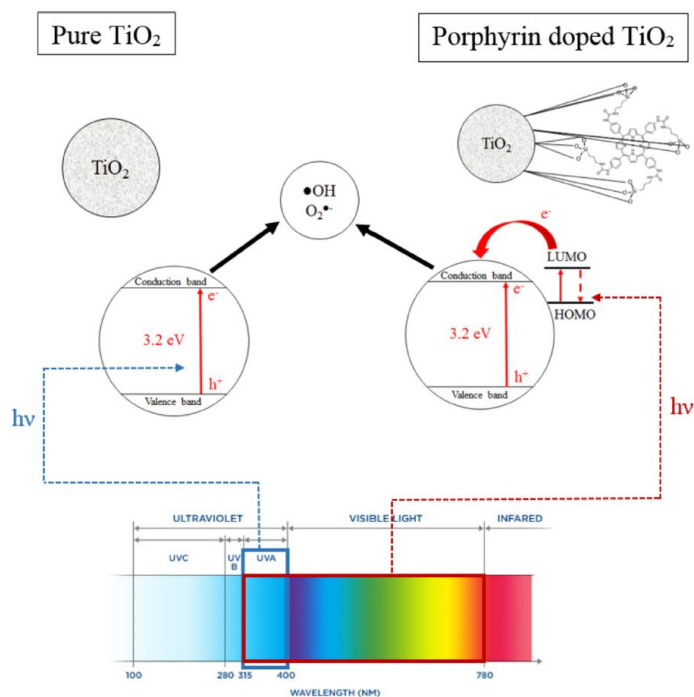 Pure TiO₂
Porphyrin doped TiO₂
TiO₂
TiO₂
●OH
O₂●-
e-
LUMO
HOMO
Conduction band
e-
3.2 eV
h+
Valence band
Conduction band
e-
3.2 eV
h+
Valence band
hν
hν
ULTRAVIOLET
VISIBLE LIGHT
INFARED
UVC
UV
B
UVA
100
280
315
400
780
WAVELENGTH (NM)